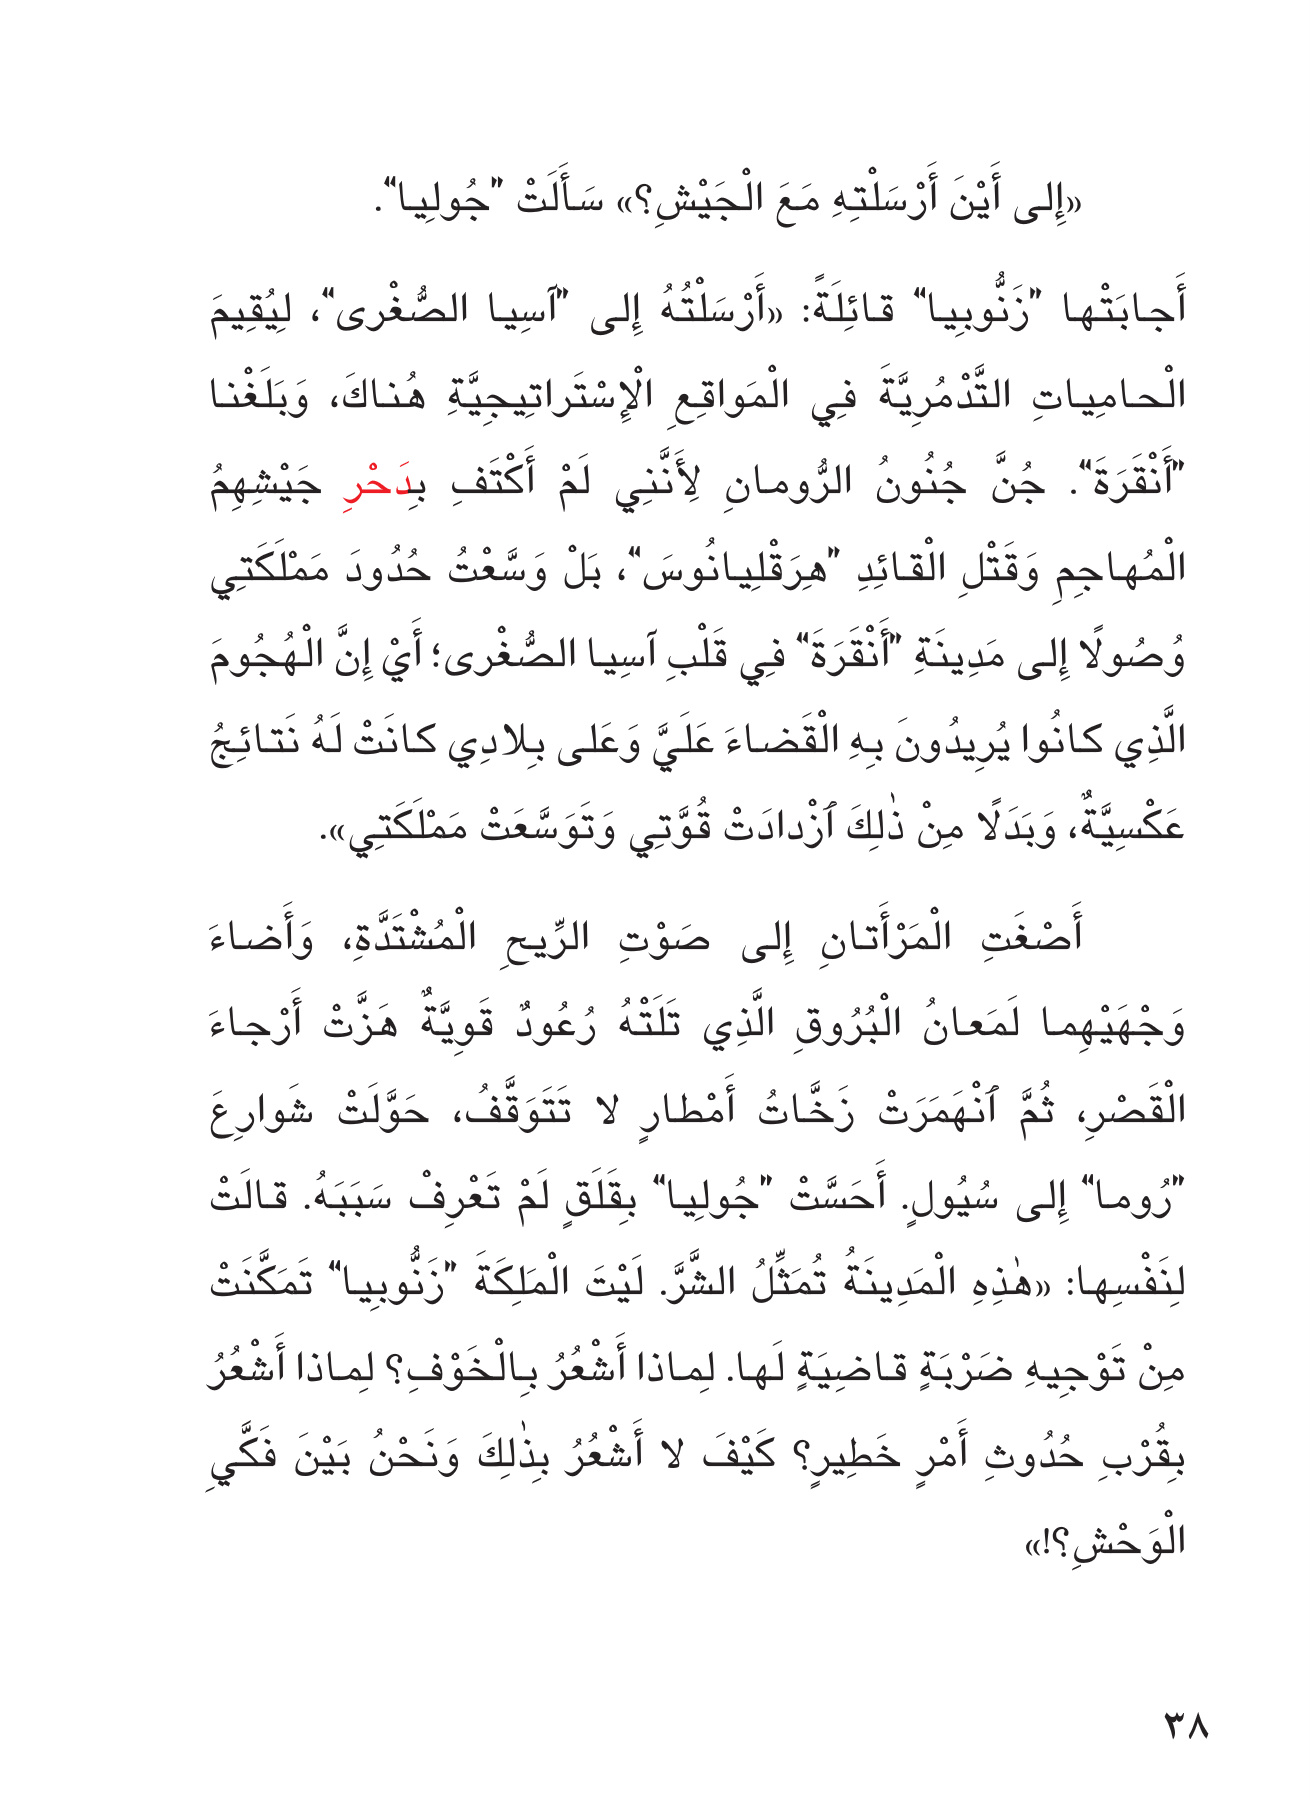 «إِلى أَيْنَ أَرْسَلْتِهِ مَعَ الْجَيْشِ؟» سَأَلَتْ "جُولِيا".
أَجابَتْها "زَنُّوبِيا" قائِلَةً: «أَرْسَلْتُهُ إِلى "آسِيا الصُّغْرى"، لِيُقِيمَ
الْحامِياتِ التَّدْمُرِيَّةَ فِي الْمَواقِعِ الْإِسْتَراتِيجِيَّةِ هُناكَ، وَبَلَغْنا
"أَنْقَرَةَ". جُنَّ جُنُونُ الرُّومانِ لِأَنَّنِي لَمْ أَكْتَفِ بِدَحْرِ جَيْشِهِمُ
الْمُهاجِمِ وَقَتْلِ الْقائِدِ "هِرَقْلِيانُوسَ"، بَلْ وَسَّعْتُ حُدُودَ مَمْلَكَتِي
وُصُولًا إِلى مَدِينَةِ "أَنْقَرَةَ" فِي قَلْبِ آسِيا الصُّغْرى؛ أَيْ إِنَّ الْهُجُومَ
الَّذِي كانُوا يُرِيدُونَ بِهِ الْقَضاءَ عَلَيَّ وَعَلى بِلادِي كانَتْ لَهُ نَتائِجُ
عَكْسِيَّةٌ، وَبَدَلًا مِنْ ذٰلِكَ ٱزْدادَتْ قُوَّتِي وَتَوَسَّعَتْ مَمْلَكَتِي».
أَصْغَتِ الْمَرْأَتانِ إِلى صَوْتِ الرِّيحِ الْمُشْتَدَّةِ، وَأَضاءَ
وَجْهَيْهِما لَمَعانُ الْبُرُوقِ الَّذِي تَلَتْهُ رُعُودٌ قَوِيَّةٌ هَزَّتْ أَرْجاءَ
الْقَصْرِ، ثُمَّ ٱنْهَمَرَتْ زَخَّاتُ أَمْطارٍ لا تَتَوَقَّفُ، حَوَّلَتْ شَوارِعَ
"رُوما" إِلى سُيُولٍ. أَحَسَّتْ "جُولِيا" بِقَلَقٍ لَمْ تَعْرِفْ سَبَبَهُ. قالَتْ
لِنَفْسِها: «هٰذِهِ الْمَدِينَةُ تُمَثِّلُ الشَّرَّ. لَيْتَ الْمَلِكَةَ "زَنُّوبِيا" تَمَكَّنَتْ
مِنْ تَوْجِيهِ ضَرْبَةٍ قاضِيَةٍ لَها. لِماذا أَشْعُرُ بِالْخَوْفِ؟ لِماذا أَشْعُرُ
بِقُرْبِ حُدُوثِ أَمْرٍ خَطِيرٍ؟ كَيْفَ لا أَشْعُرُ بِذٰلِكَ وَنَحْنُ بَيْنَ فَكَّيِ
الْوَحْشِ؟!»
٣٨